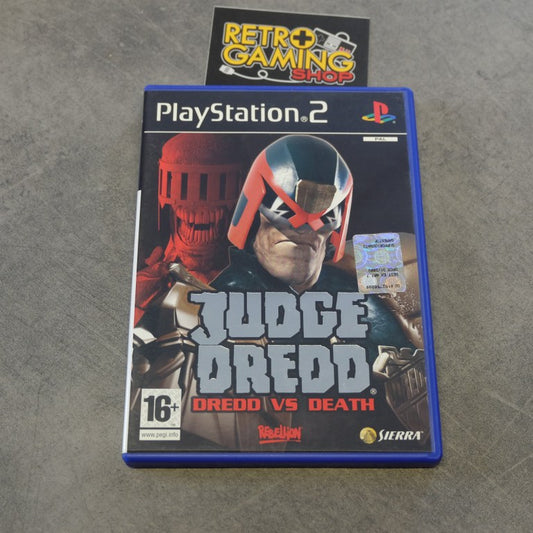 RETRO
GAMING
SHOP
PlayStation®2
PAL
JUDGE
DREDD®
DREDD VS DEATH
16+
www.pegi.info
REBELLION
SIERRA